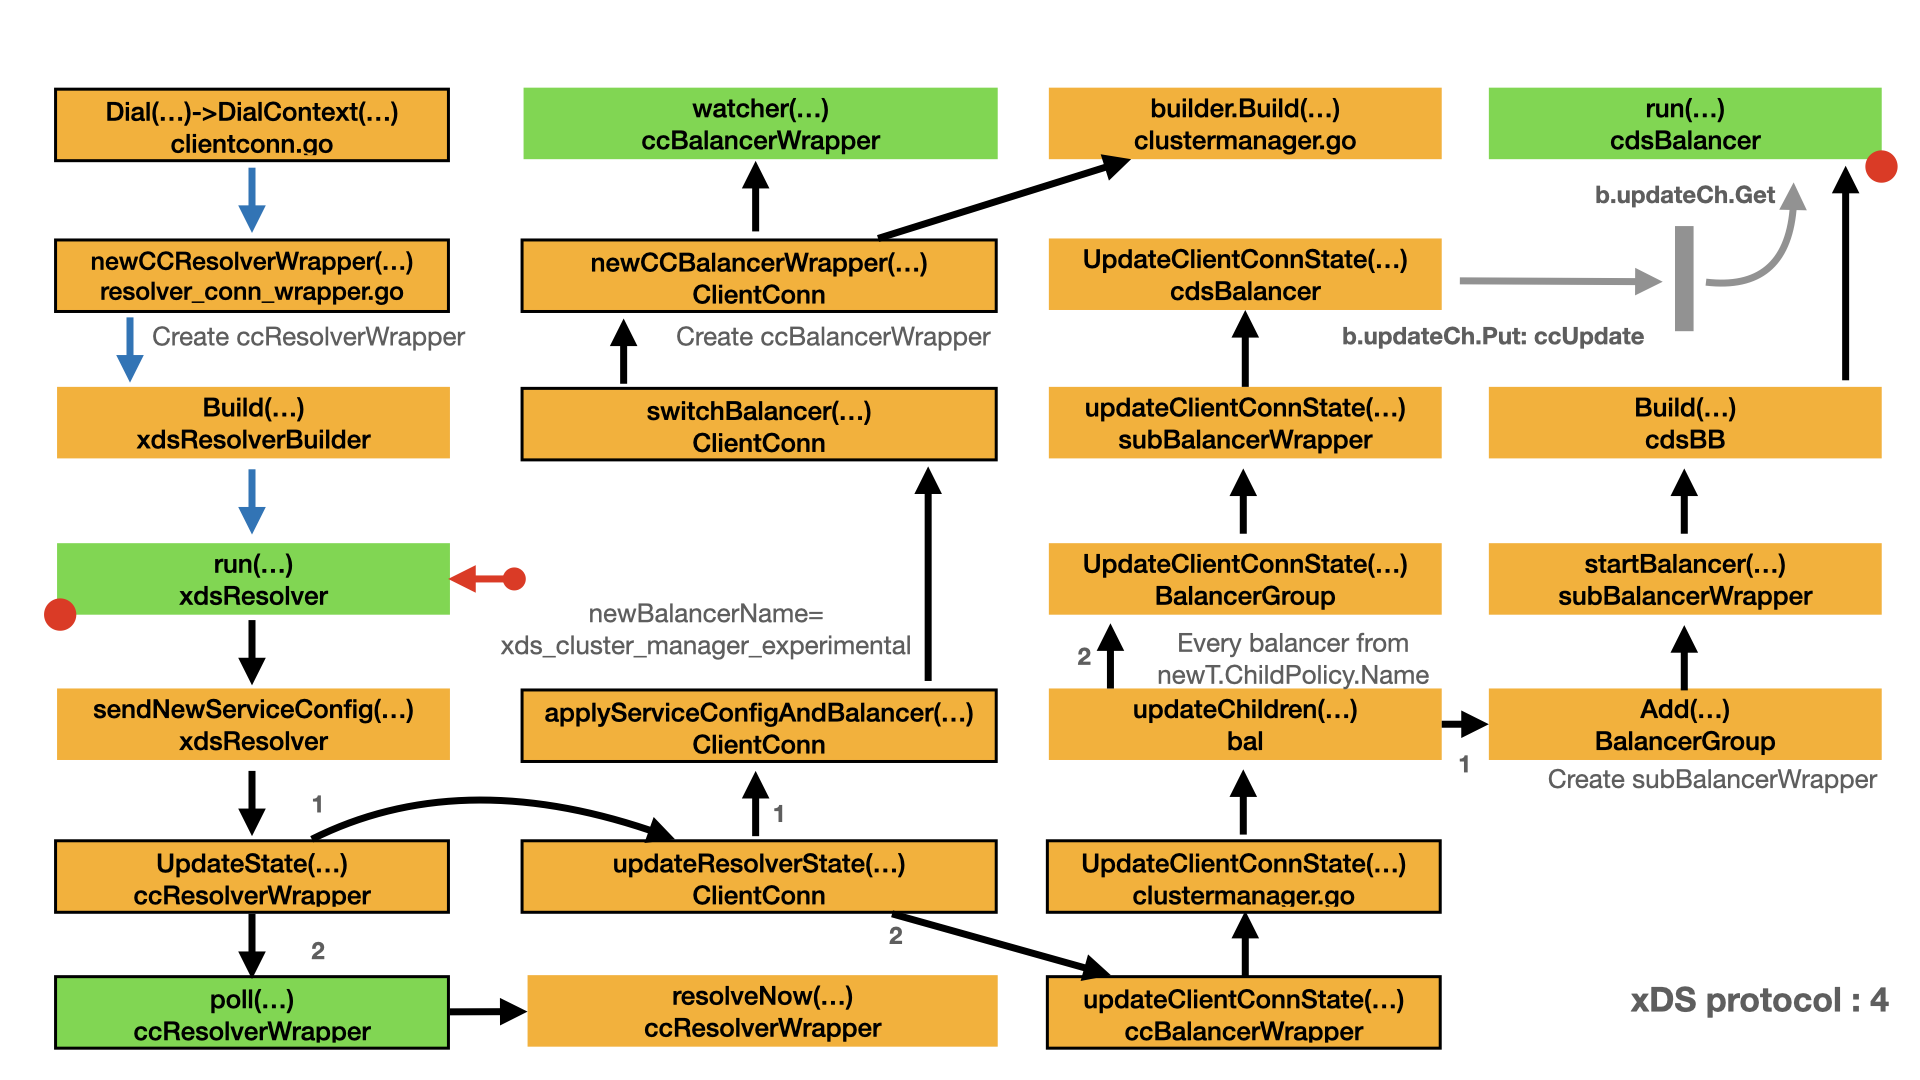 Dial(…)->DialContext(…)
clientconn.go
newCCResolverWrapper(…)
resolver_conn_wrapper.go
Create ccResolverWrapper
Build(…)
xdsResolverBuilder
run(…)
xdsResolver
sendNewServiceConfig(…)
xdsResolver
1
UpdateState(…)
ccResolverWrapper
2
poll(…)
ccResolverWrapper
watcher(…)
ccBalancerWrapper
newCCBalancerWrapper(…)
ClientConn
Create ccBalancerWrapper
switchBalancer(…)
ClientConn
newBalancerName=
xds_cluster_manager_experimental
applyServiceConfigAndBalancer(…)
ClientConn
1
updateResolverState(…)
ClientConn
2
resolveNow(…)
ccResolverWrapper
builder.Build(…)
clustermanager.go
UpdateClientConnState(…)
cdsBalancer
updateClientConnState(…)
subBalancerWrapper
UpdateClientConnState(…)
BalancerGroup
2
Every balancer from
newT.ChildPolicy.Name
updateChildren(…)
bal
1
UpdateClientConnState(…)
clustermanager.go
updateClientConnState(…)
ccBalancerWrapper
run(…)
cdsBalancer
b.updateCh.Get
b.updateCh.Put: ccUpdate
Build(…)
cdsBB
startBalancer(…)
subBalancerWrapper
Add(…)
BalancerGroup
Create subBalancerWrapper
xDS protocol : 4